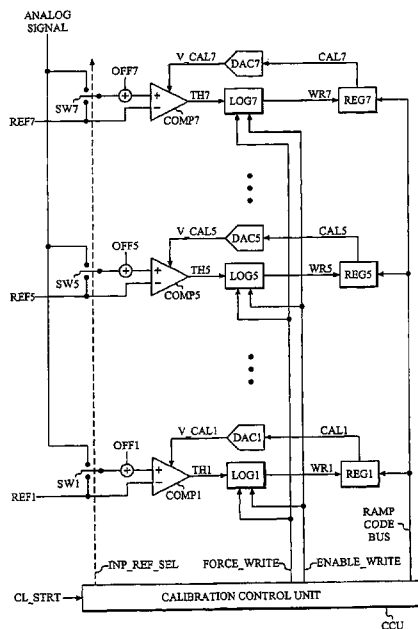 ANALOG
SIGNAL
OFF7
V_CAL7
DAC7
CAL7
SW7
+
−
TH7
LOG7
WR7
REG7
REF7
COMP7
OFF5
V_CAL5
DAC5
CAL5
SW5
+
−
TH5
LOG5
WR5
REG5
REF5
COMP5
OFF1
V_CAL1
DAC1
CAL1
SW1
+
−
TH1
LOG1
WR1
REG1
REF1
COMP1
RAMP
CODE
BUS
INP_REF_SEL
FORCE_WRITE
ENABLE_WRITE
CL_STRT
CALIBRATION CONTROL UNIT
CCU